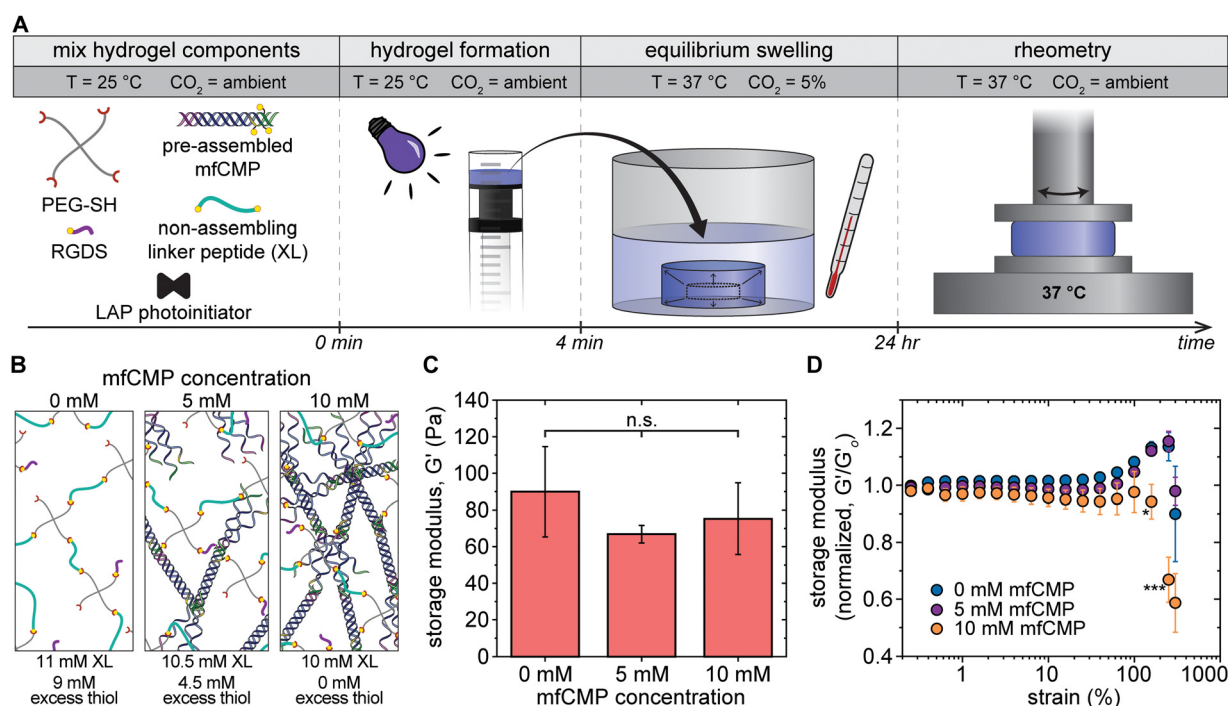 A
mix hydrogel components
hydrogel formation
equilibrium swelling
rheometry
T = 25 °C CO₂ = ambient
T = 25 °C CO₂ = ambient
T = 37 °C CO₂ = 5%
T = 37 °C CO₂ = ambient
PEG-SH
pre-assembled
mfCMP
RGDS
non-assembling
linker peptide (XL)
LAP photoinitiator
37 °C
0 min
4 min
24 hr
time
B
mfCMP concentration
0 mM
5 mM
10 mM
11 mM XL
10.5 mM XL
10 mM XL
9 mM
excess thiol
4.5 mM
excess thiol
0 mM
excess thiol
C
storage modulus, G' (Pa)
140
120
100
80
60
40
20
0
n.s.
0 mM
5 mM
10 mM
mfCMP concentration
D
storage modulus
(normalized, G'/G'ₒ)
1.2
1.0
0.8
0.6
0.4
*
***
0 mM mfCMP
5 mM mfCMP
10 mM mfCMP
1
10
100
1000
strain (%)